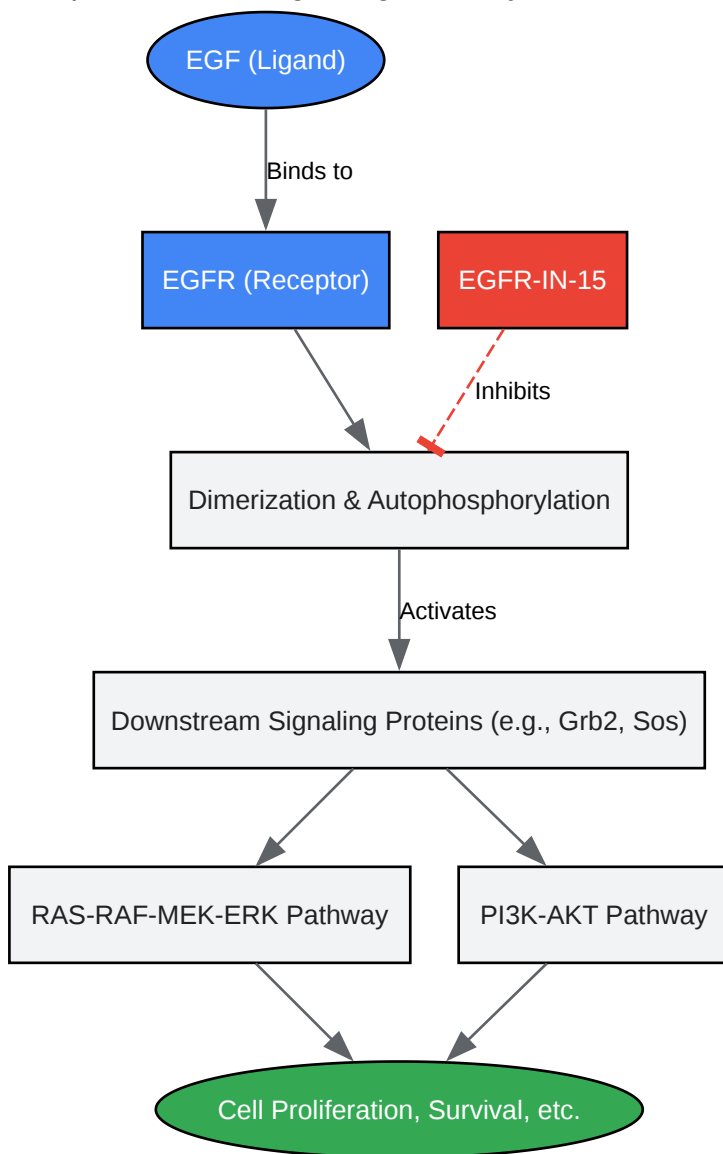 EGF (Ligand)
Binds to
EGFR (Receptor)
EGFR-IN-15
Inhibits
Dimerization & Autophosphorylation
Activates
Downstream Signaling Proteins (e.g., Grb2, Sos)
RAS-RAF-MEK-ERK Pathway
PI3K-AKT Pathway
Cell Proliferation, Survival, etc.